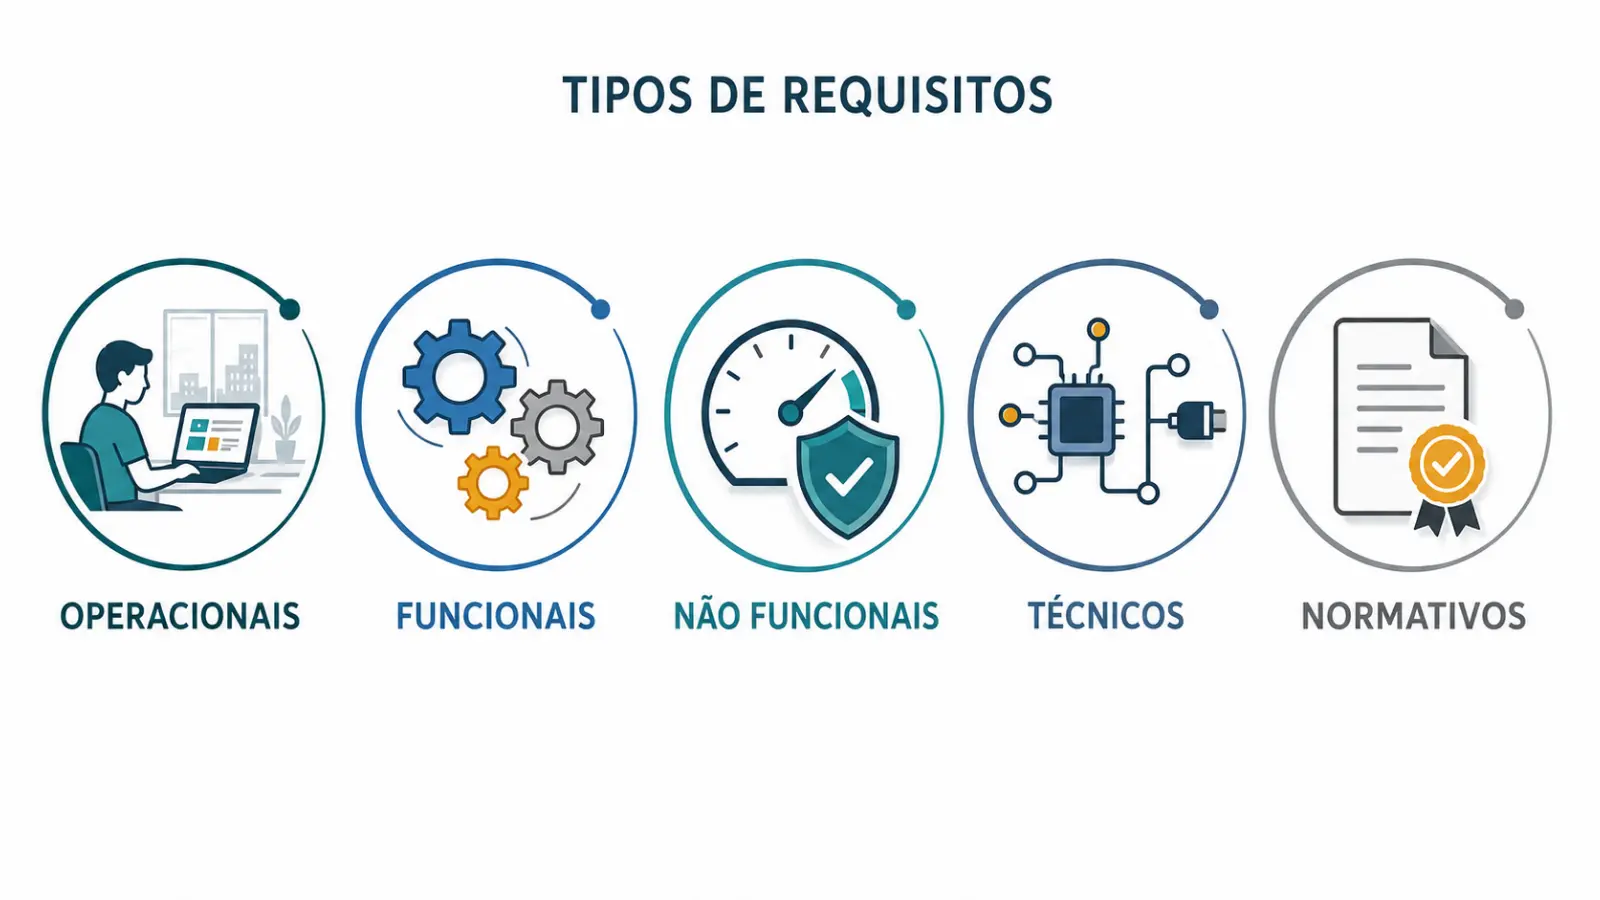 TIPOS DE REQUISITOS
OPERACIONAIS
FUNCIONAIS
NÃO FUNCIONAIS
TÉCNICOS
NORMATIVOS